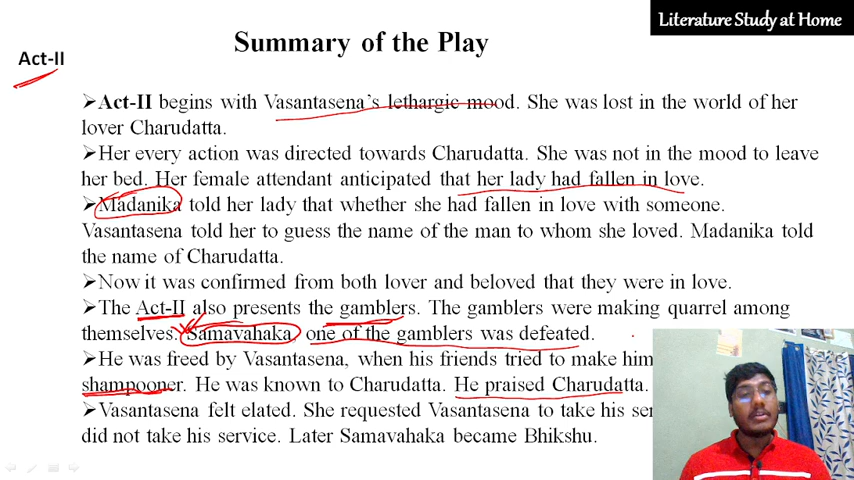 Literature Study at Home
Summary of the Play
Act-II
➢Act-II begins with Vasantasena's lethargic mood. She was lost in the world of her
lover Charudatta.
➢Her every action was directed towards Charudatta. She was not in the mood to leave
her bed. Her female attendant anticipated that her lady had fallen in love.
➢Madanika told her lady that whether she had fallen in love with someone.
Vasantasena told her to guess the name of the man to whom she loved. Madanika told
the name of Charudatta.
➢Now it was confirmed from both lover and beloved that they were in love.
➢The Act-II also presents the gamblers. The gamblers were making quarrel among
themselves. Samavahaka, one of the gamblers was defeated.
➢He was freed by Vasantasena, when his friends tried to make him
shampooner. He was known to Charudatta. He praised Charudatta.
➢Vasantasena felt elated. She requested Vasantasena to take his
did not take his service. Later Samavahaka became Bhikshu.